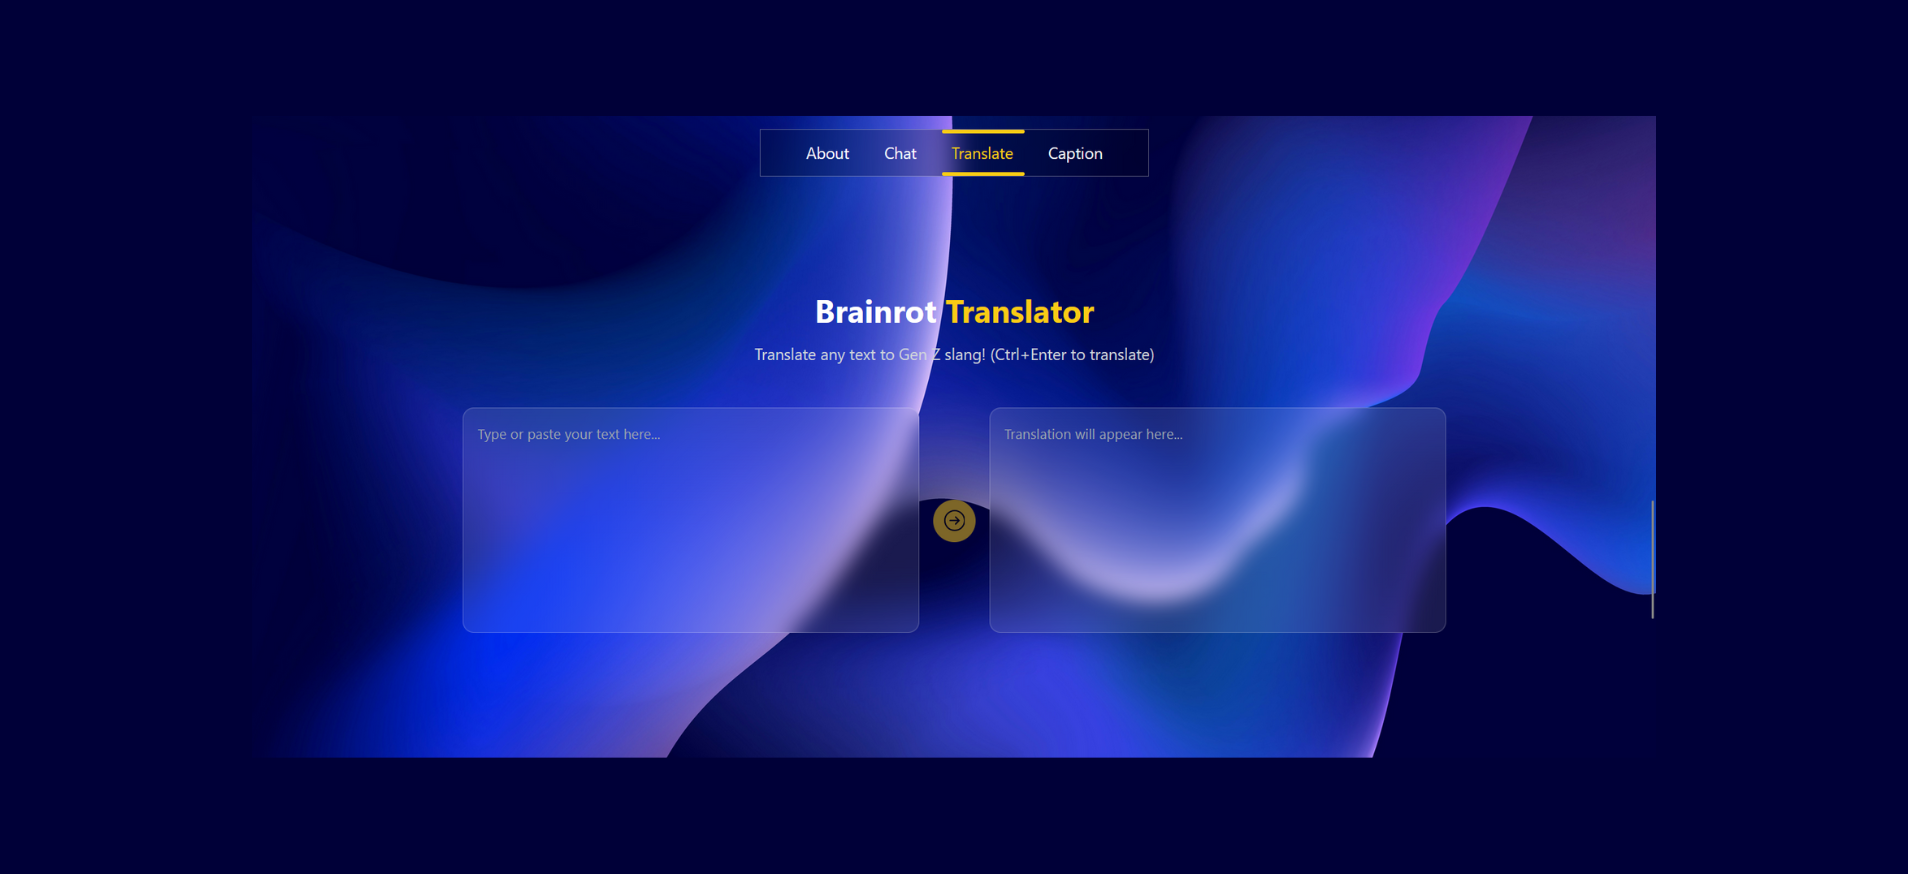 About Chat Translate Caption
Brainrot Translator
Translate any text to Gen Z slang! (Ctrl+Enter to translate)
Type or paste your text here...
Translation will appear here...